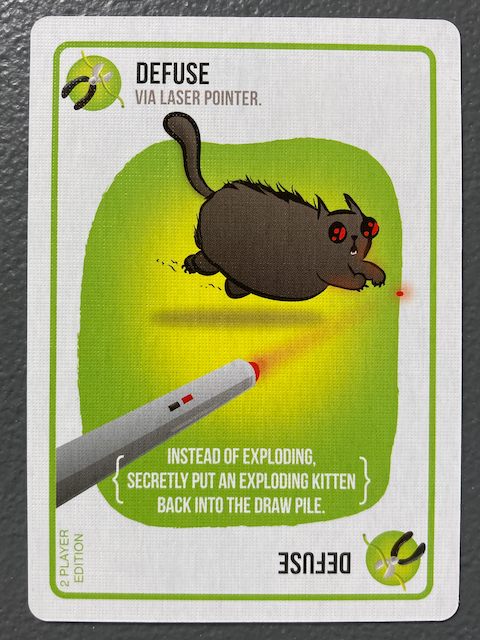 DEFUSE
VIA LASER POINTER.
INSTEAD OF EXPLODING,
SECRETLY PUT AN EXPLODING KITTEN
BACK INTO THE DRAW PILE.
2 PLAYER
EDITION
DEFUSE